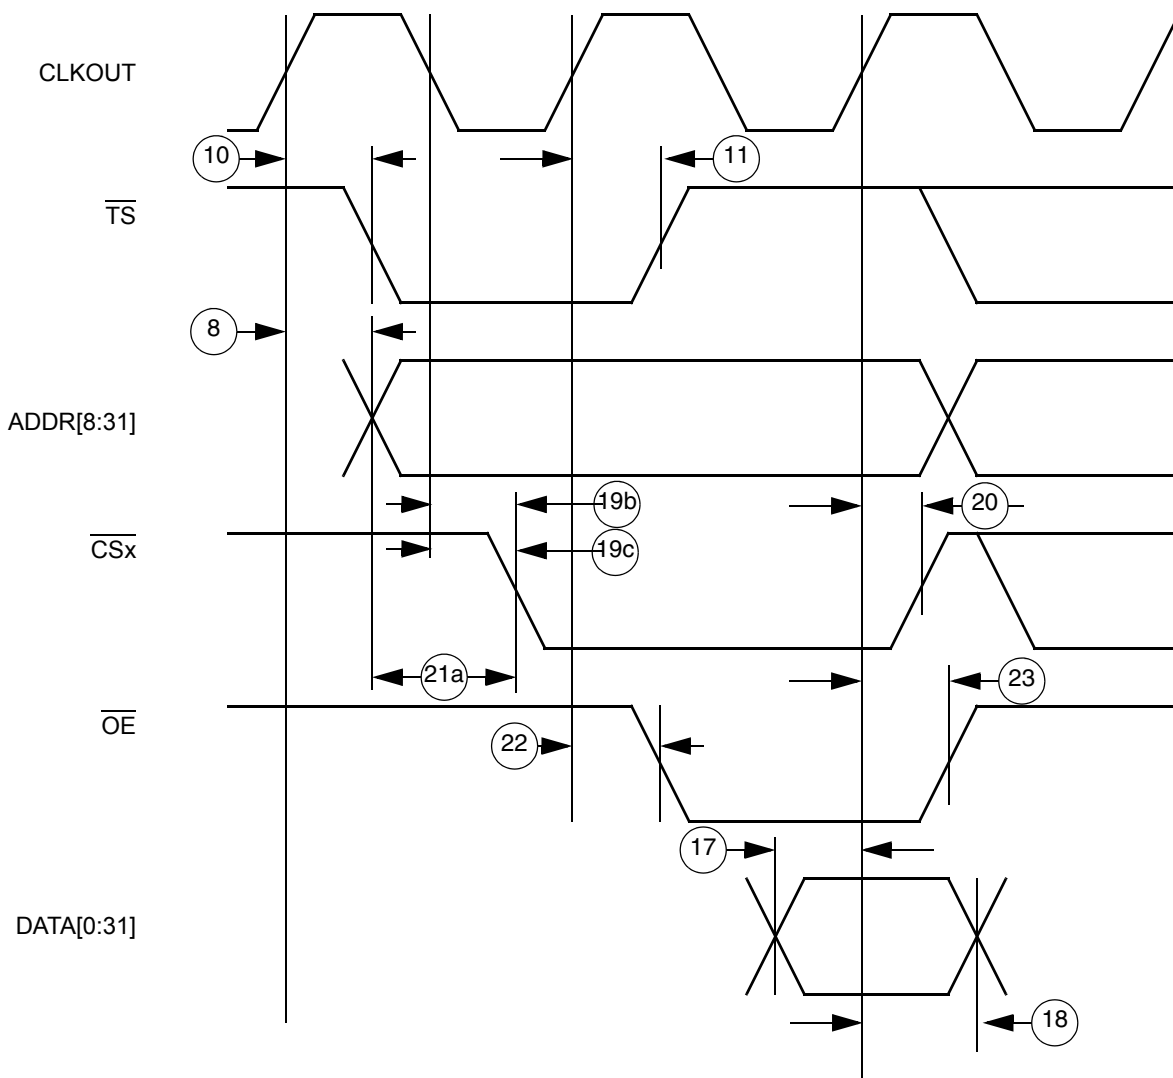 CLKOUT
10
11
TS
8
ADDR[8:31]
19b
20
CSx
19c
21a
23
OE
22
17
DATA[0:31]
18